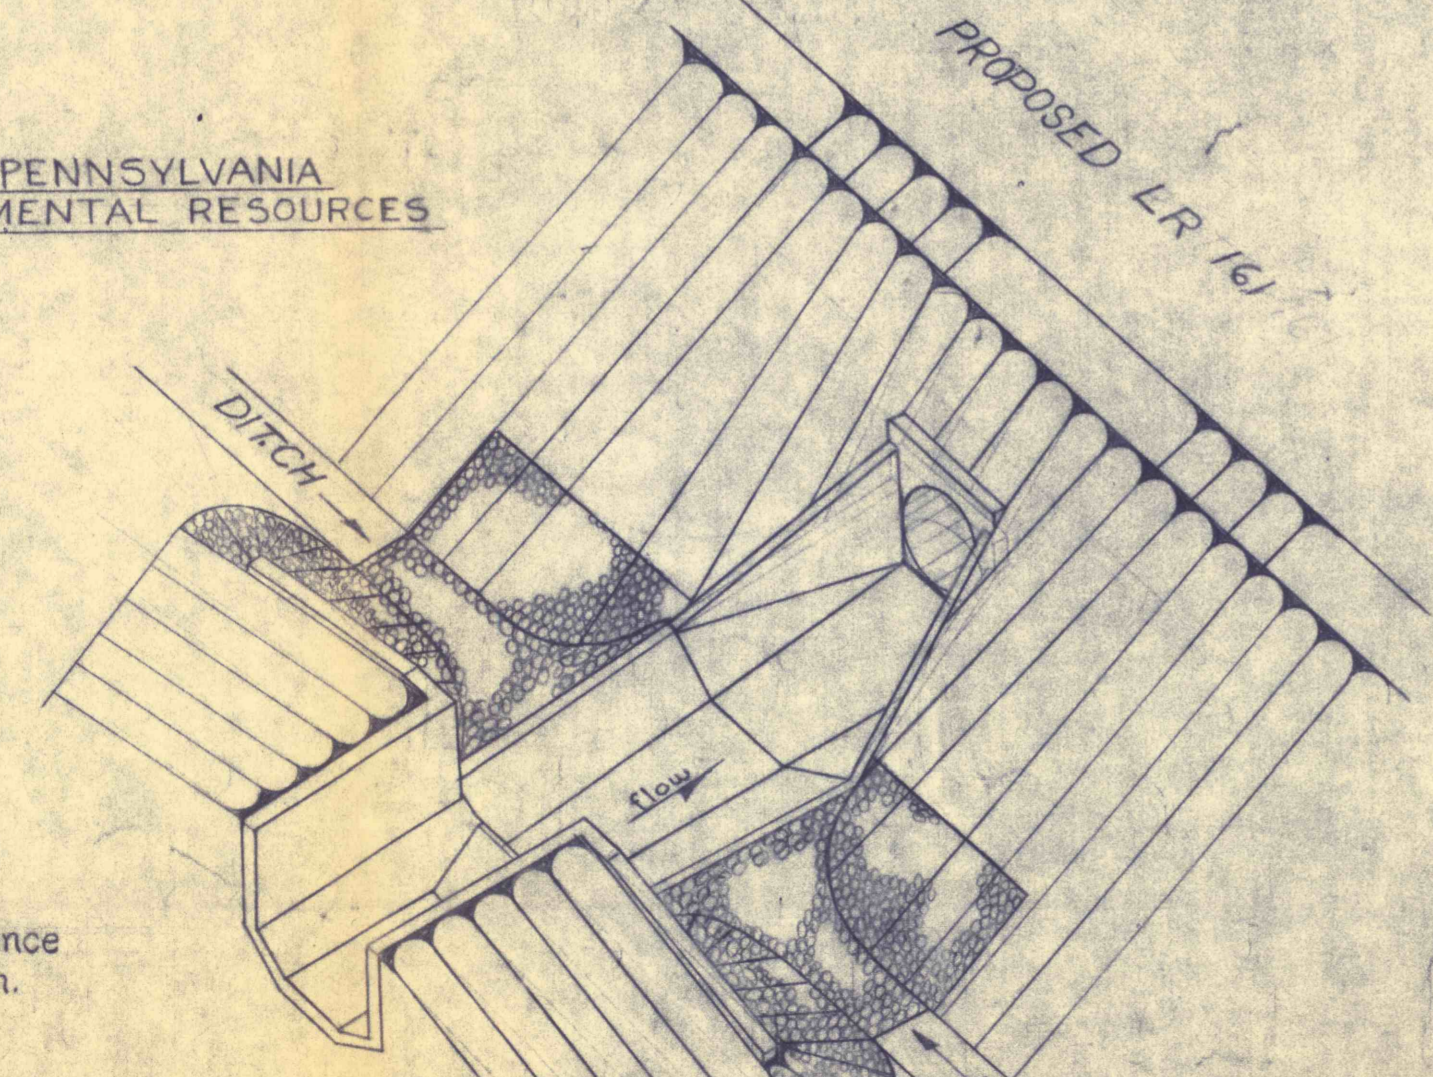 PENNSYLVANIA
MENTAL RESOURCES
PROPOSED LR 161
DITCH
flow
nce